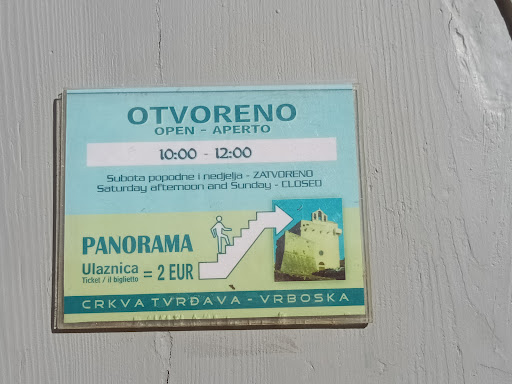 OTVORENO
OPEN - APERTO
10:00 - 12:00
Subota popodne i nedjelja - ZATVORENO
Saturday afternoon and Sunday - CLOSED
PANORAMA
Ulaznica = 2 EUR
Ticket / il biglietto
CRKVA TVRĐAVA - VRBOSKA